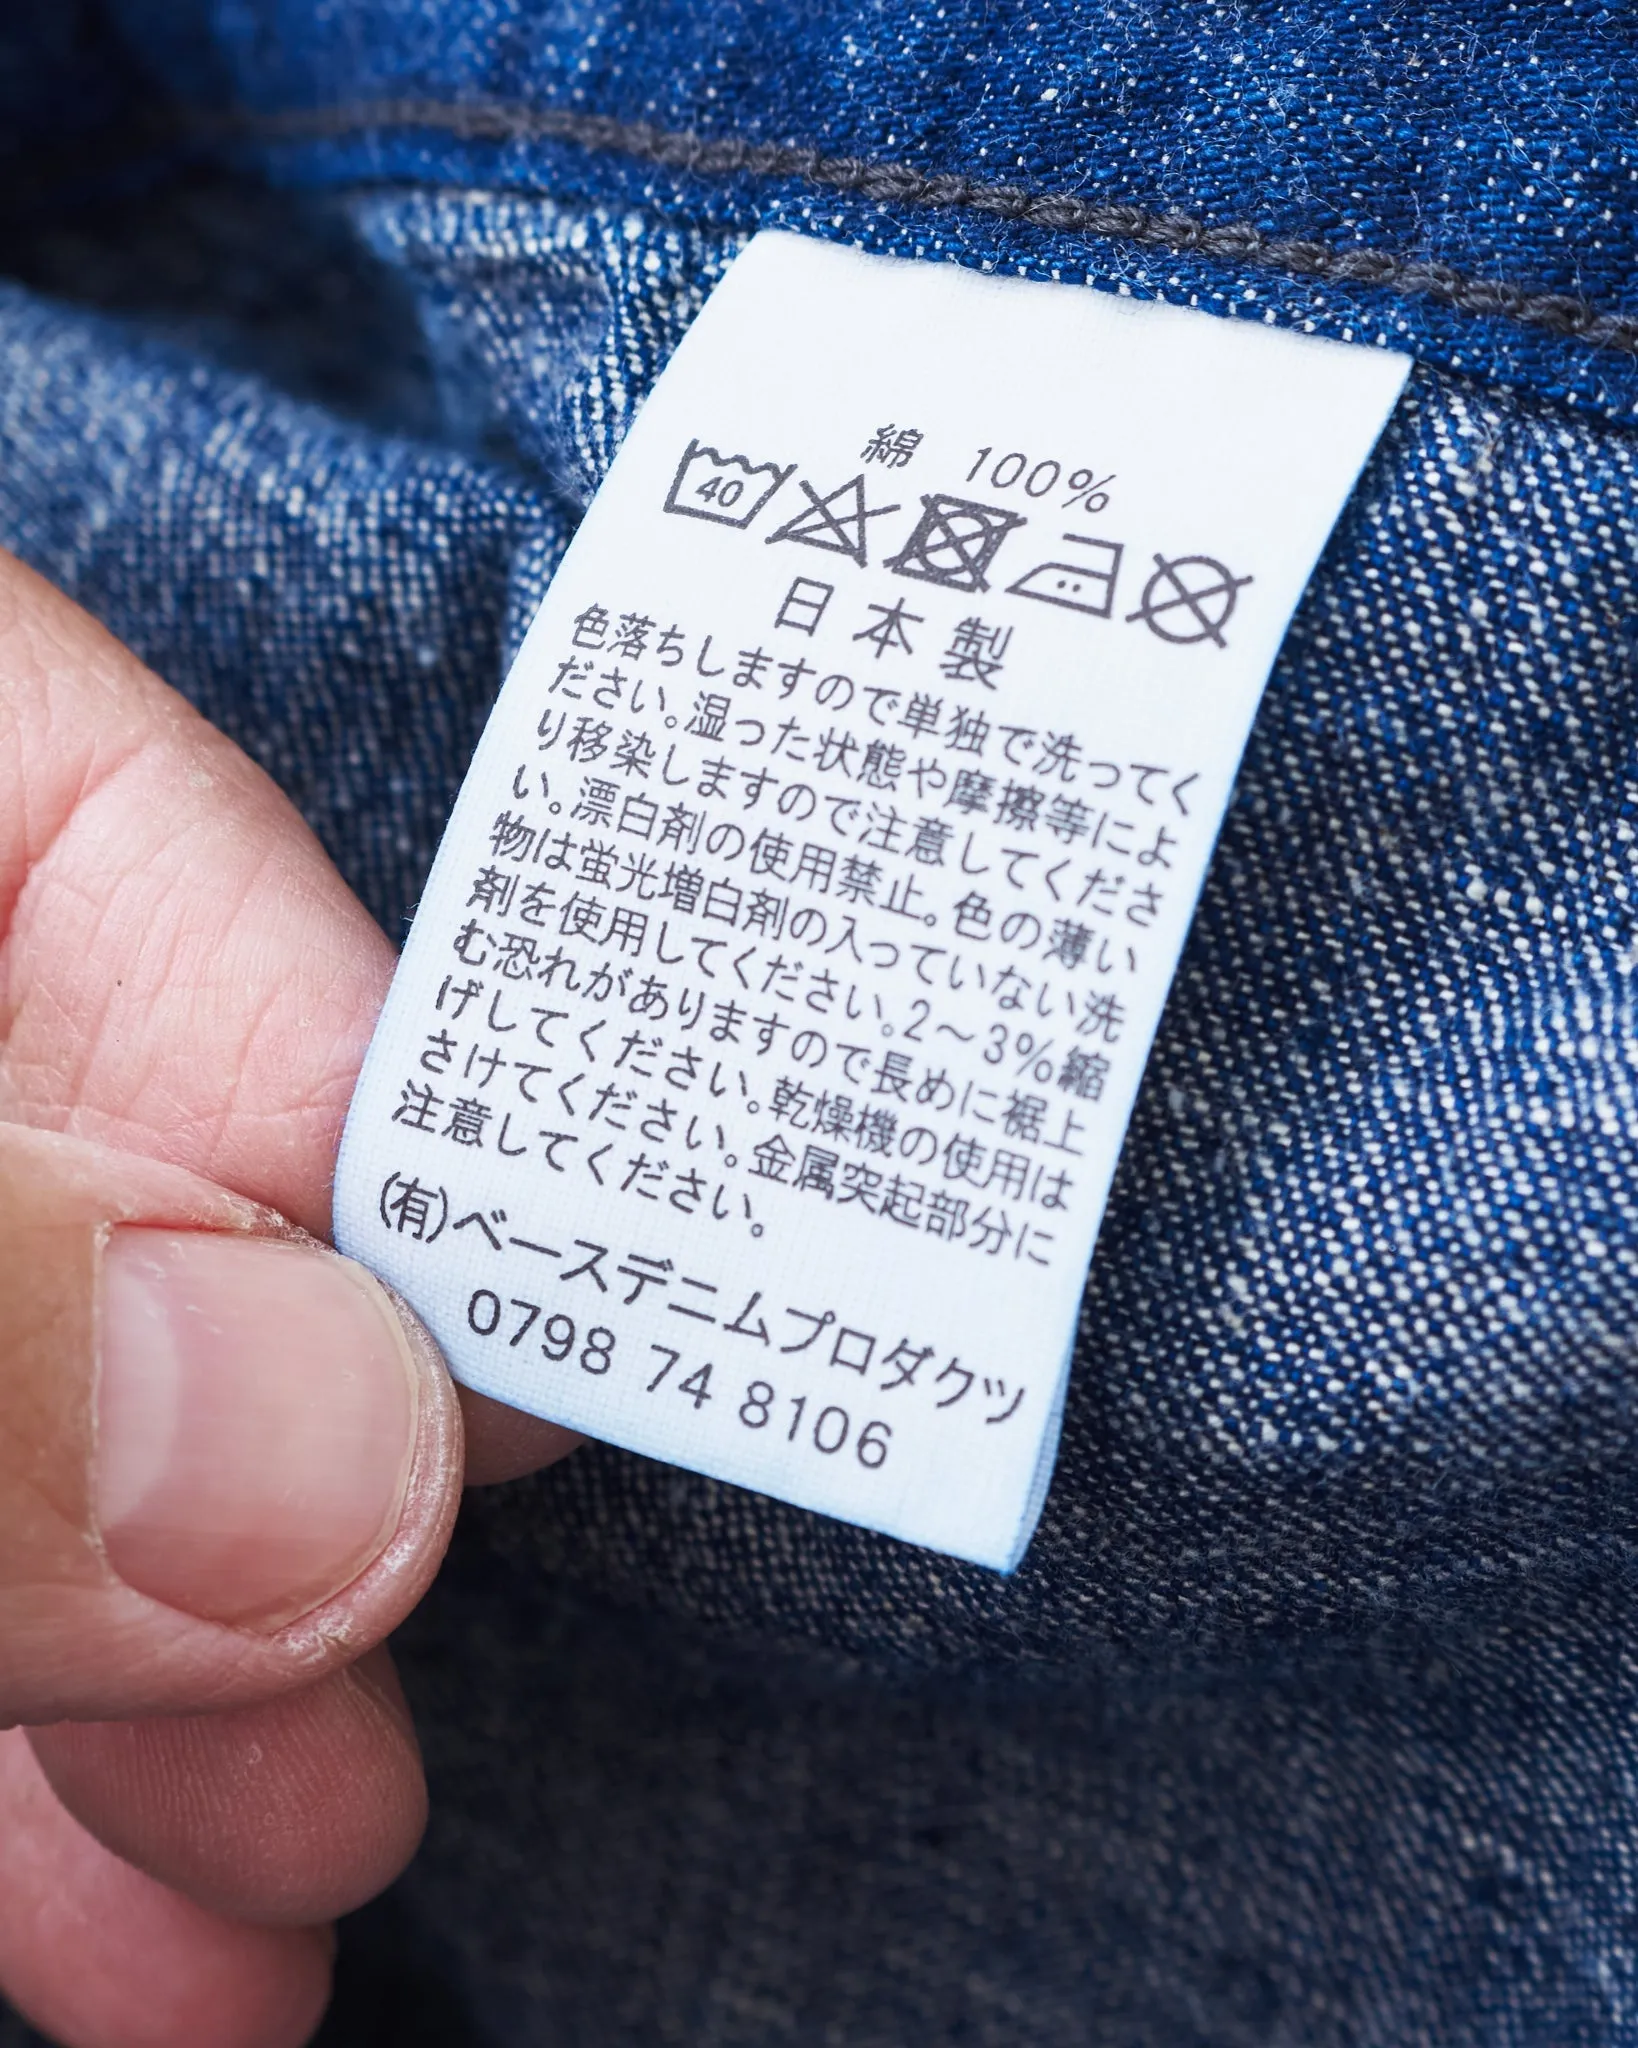 綿 100%
40
日本製
色落ちしますので単独で洗ってく
ださい。湿った状態や摩擦等によ
り移染しますので注意してくださ
い。漂白剤の使用禁止。色の薄い
物は蛍光増白剤の入っていない洗
剤を使用してください。2～3%縮
む恐れがありますので長めに裾上
げしてください。乾燥機の使用は
さけてください。金属突起部分に
注意してください。
(有)ベースデニムプロダクツ
0798 74 8106